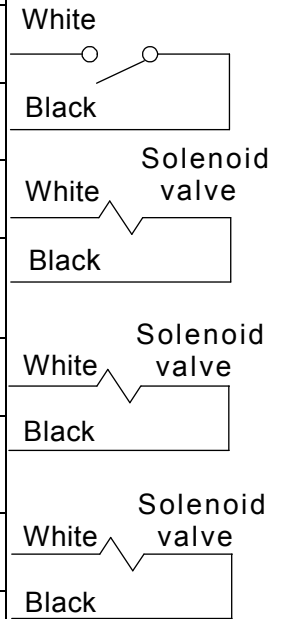 White
Black
Solenoid
White valve
Black
Solenoid
White valve
Black
Solenoid
White valve
Black